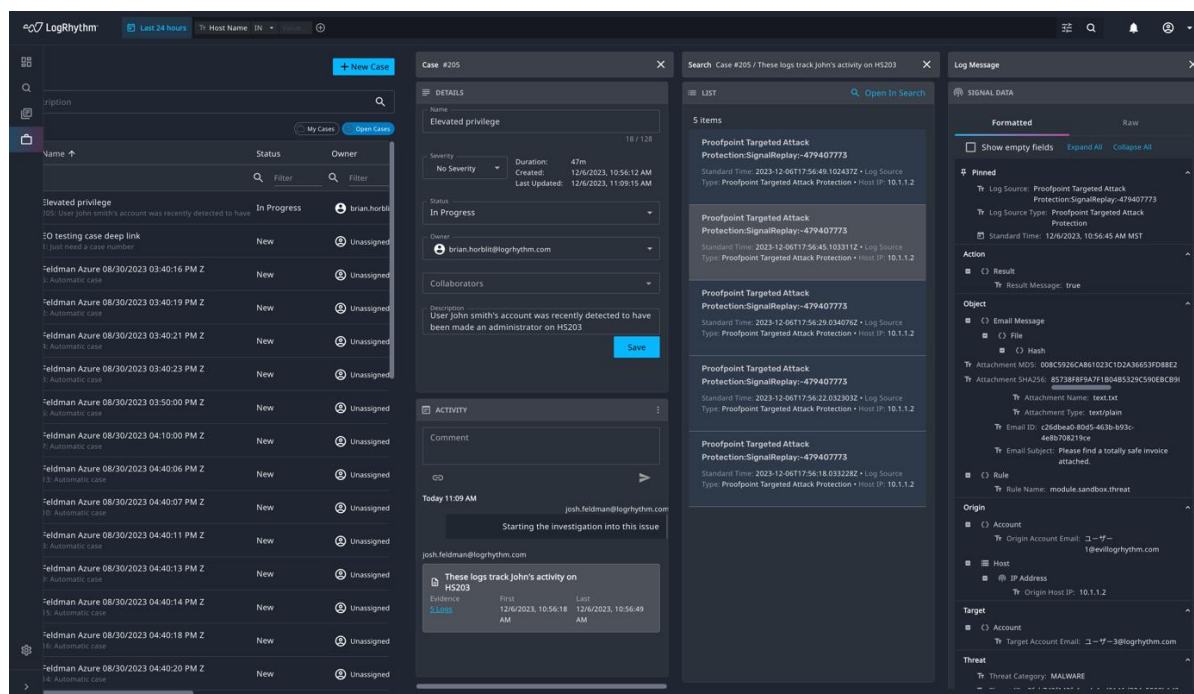 LogRhythm
Last 24 hours
Host Name IN
+ New Case
cription
My Cases
Open Cases
Name ↑ Status Owner
Filter Filter
Elevated privilege
205: User John smith's account was recently detected to have
In Progress
brian.horbli
EO testing case deep link
1: Just need a case number
New
Unassigned
Feldman Azure 08/30/2023 03:40:16 PM Z
Automatic case
New
Unassigned
Feldman Azure 08/30/2023 03:40:19 PM Z
Automatic case
New
Unassigned
Feldman Azure 08/30/2023 03:40:21 PM Z
Automatic case
New
Unassigned
Feldman Azure 08/30/2023 03:40:23 PM Z
Automatic case
New
Unassigned
Feldman Azure 08/30/2023 03:50:00 PM Z
Automatic case
New
Unassigned
Feldman Azure 08/30/2023 04:10:00 PM Z
Automatic case
New
Unassigned
Feldman Azure 08/30/2023 04:40:06 PM Z
13: Automatic case
New
Unassigned
Feldman Azure 08/30/2023 04:40:07 PM Z
10: Automatic case
New
Unassigned
Feldman Azure 08/30/2023 04:40:11 PM Z
Automatic case
New
Unassigned
Feldman Azure 08/30/2023 04:40:13 PM Z
Automatic case
New
Unassigned
Feldman Azure 08/30/2023 04:40:14 PM Z
15: Automatic case
New
Unassigned
Feldman Azure 08/30/2023 04:40:18 PM Z
16: Automatic case
New
Unassigned
Feldman Azure 08/30/2023 04:40:20 PM Z
14: Automatic case
New
Unassigned
Case #205
DETAILS
Name
Elevated privilege
18 / 128
Severity
No Severity
Duration: 47m
Created: 12/6/2023, 10:56:12 AM
Last Updated: 12/6/2023, 11:09:15 AM
Status
In Progress
Owner
brian.horblit@logrhythm.com
Collaborators
Description
User John smith's account was recently detected to have
been made an administrator on HS203
Save
ACTIVITY
Comment
Today 11:09 AM
josh.feldman@logrhythm.com
Starting the investigation into this issue
josh.feldman@logrhythm.com
These logs track John's activity on
HS203
Evidence First Last
5 Logs 12/6/2023, 10:56:18 12/6/2023, 10:56:49
AM AM
Search Case #205 / These logs track John's activity on HS203
LIST
Open In Search
5 items
Proofpoint Targeted Attack
Protection:SignalReplay:-479407773
Standard Time: 2023-12-06T17:56:49.102437Z • Log Source
Type: Proofpoint Targeted Attack Protection • Host IP: 10.1.1.2
Proofpoint Targeted Attack
Protection:SignalReplay:-479407773
Standard Time: 2023-12-06T17:56:45.103311Z • Log Source
Type: Proofpoint Targeted Attack Protection • Host IP: 10.1.1.2
Proofpoint Targeted Attack
Protection:SignalReplay:-479407773
Standard Time: 2023-12-06T17:56:29.034076Z • Log Source
Type: Proofpoint Targeted Attack Protection • Host IP: 10.1.1.2
Proofpoint Targeted Attack
Protection:SignalReplay:-479407773
Standard Time: 2023-12-06T17:56:22.032303Z • Log Source
Type: Proofpoint Targeted Attack Protection • Host IP: 10.1.1.2
Proofpoint Targeted Attack
Protection:SignalReplay:-479407773
Standard Time: 2023-12-06T17:56:18.033228Z • Log Source
Type: Proofpoint Targeted Attack Protection • Host IP: 10.1.1.2
Log Message
SIGNAL DATA
Formatted Raw
Show empty fields Expand All Collapse All
Pinned
Log Source: Proofpoint Targeted Attack
Protection:SignalReplay:-479407773
Log Source Type: Proofpoint Targeted Attack
Protection
Standard Time: 12/6/2023, 10:56:45 AM MST
Action
Result
Result Message: true
Object
Email Message
File
Hash
Attachment MD5: 008C5926CA861023C1D2A36653FD88E2
Attachment SHA256: 85738F8F9A7F1B04B5329C590EBCB9
Attachment Name: text.txt
Attachment Type: text/plain
Email ID: c26dbea0-80d5-463b-b93c-
4e8b708219ce
Email Subject: Please find a totally safe invoice
attached.
Rule
Rule Name: module.sandbox.threat
Origin
Account
Origin Account Email: ユーザー
1@evillogrhythm.com
Host
IP Address
Origin Host IP: 10.1.1.2
Target
Account
Target Account Email: ユーザー3@logrhythm.com
Threat
Threat Category: MALWARE